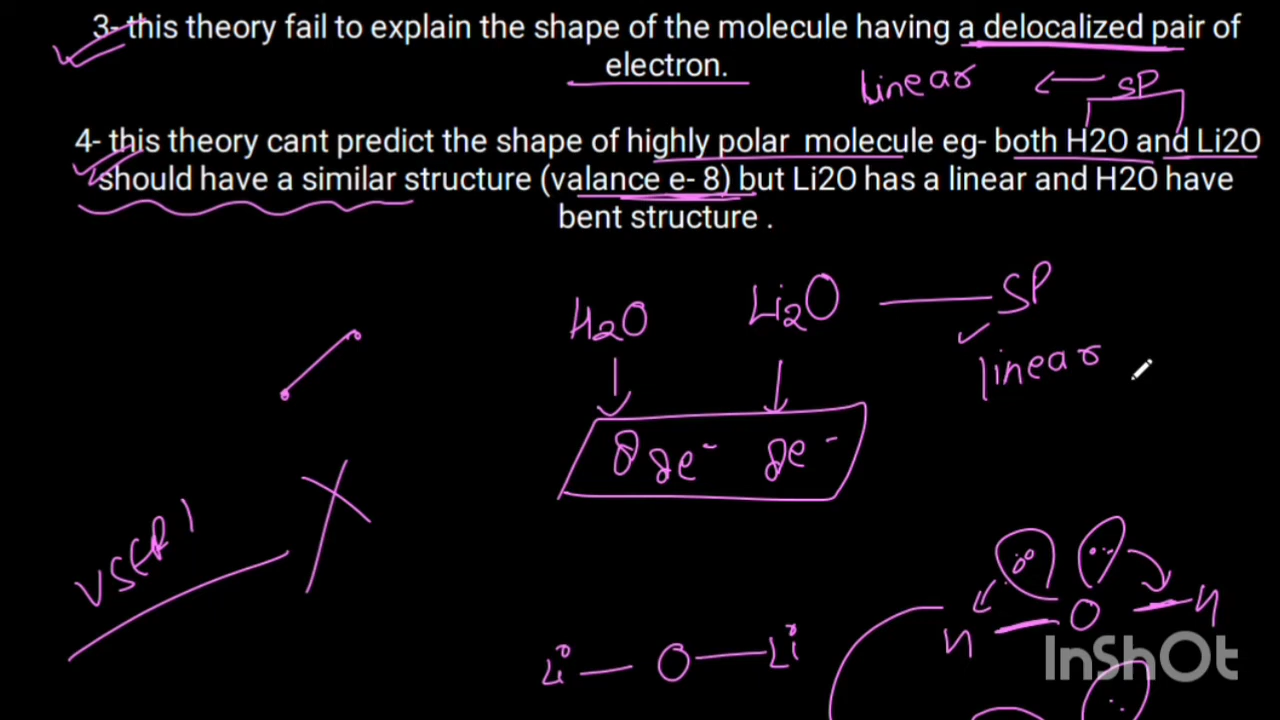 3- this theory fail to explain the shape of the molecule having a delocalized pair of
electron.
linear ← SP
4- this theory cant predict the shape of highly polar molecule eg- both H2O and Li2O
should have a similar structure (valance e- 8) but Li2O has a linear and H2O have
bent structure .
H2O Li2O — SP
linear
8e⁻ 8e⁻
Li — O — Li
H — O — H
InShOt